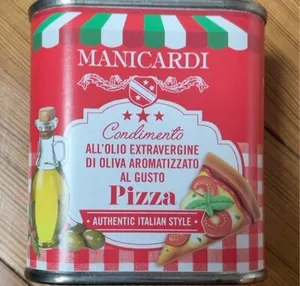 MANICARDI
Condimento
ALL'OLIO EXTRAVERGINE
DI OLIVA AROMATIZZATO
AL GUSTO
Pizza
• AUTHENTIC ITALIAN STYLE •